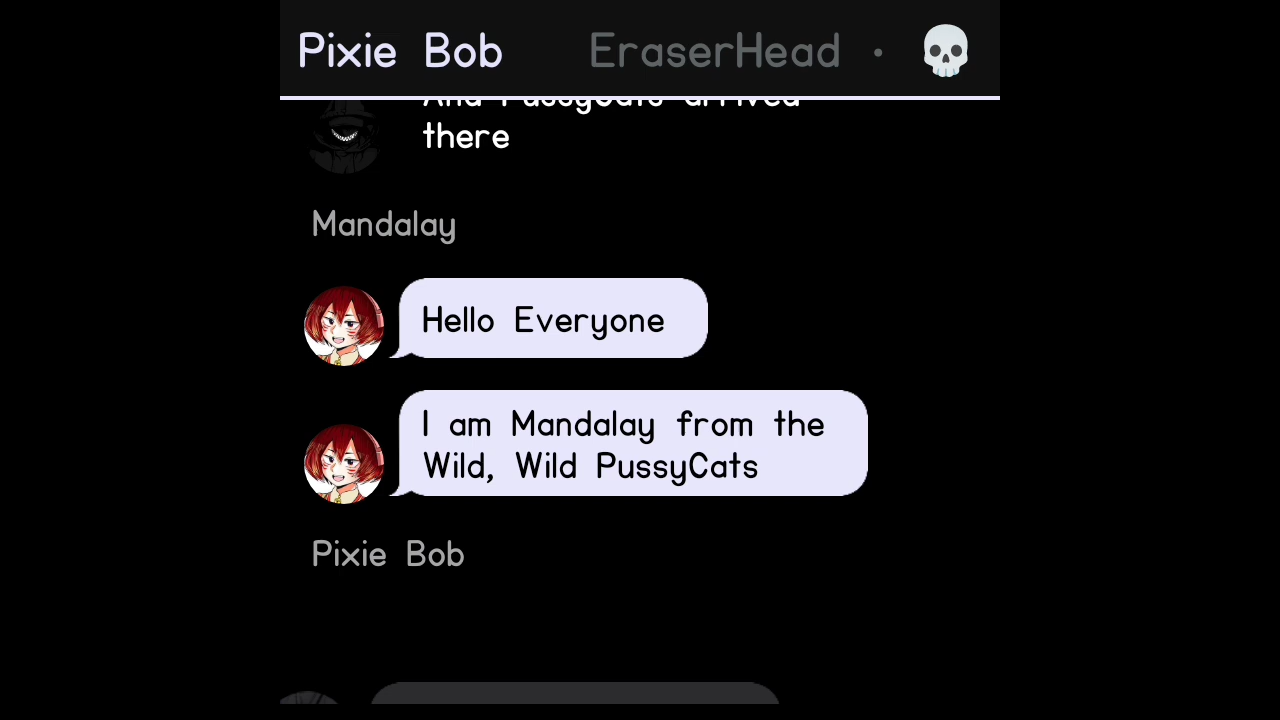 Pixie Bob EraserHead • 💀
And PussyCats arrived
there
Mandalay
Hello Everyone
I am Mandalay from the
Wild, Wild PussyCats
Pixie Bob